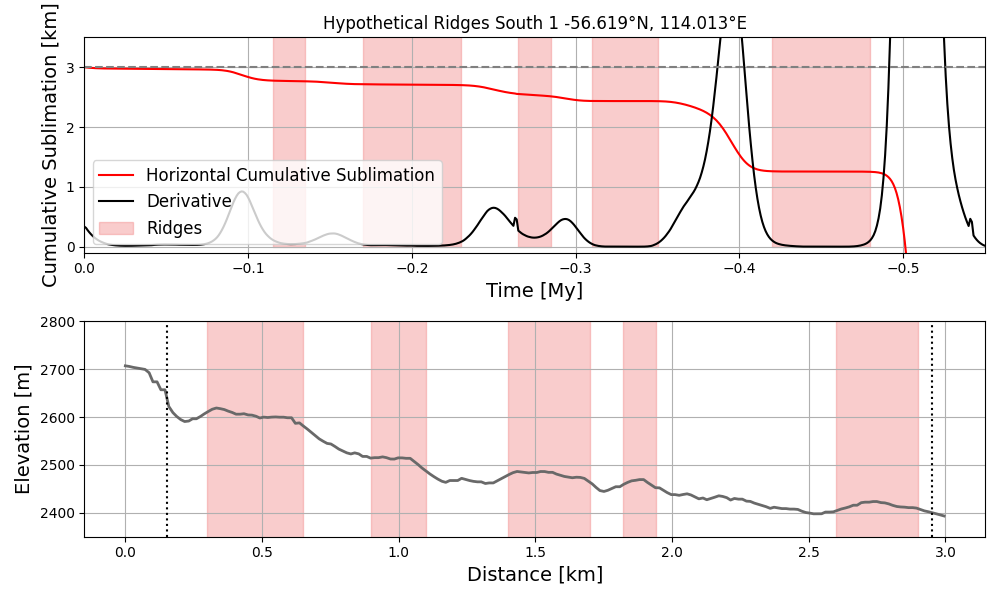 Hypothetical Ridges South 1 -56.619°N, 114.013°E
Cumulative Sublimation [km]
3
2
1
0
Horizontal Cumulative Sublimation
Derivative
Ridges
0.0 −0.1 −0.2 −0.3 −0.4 −0.5
Time [My]
Elevation [m]
2800
2700
2600
2500
2400
0.0 0.5 1.0 1.5 2.0 2.5 3.0
Distance [km]